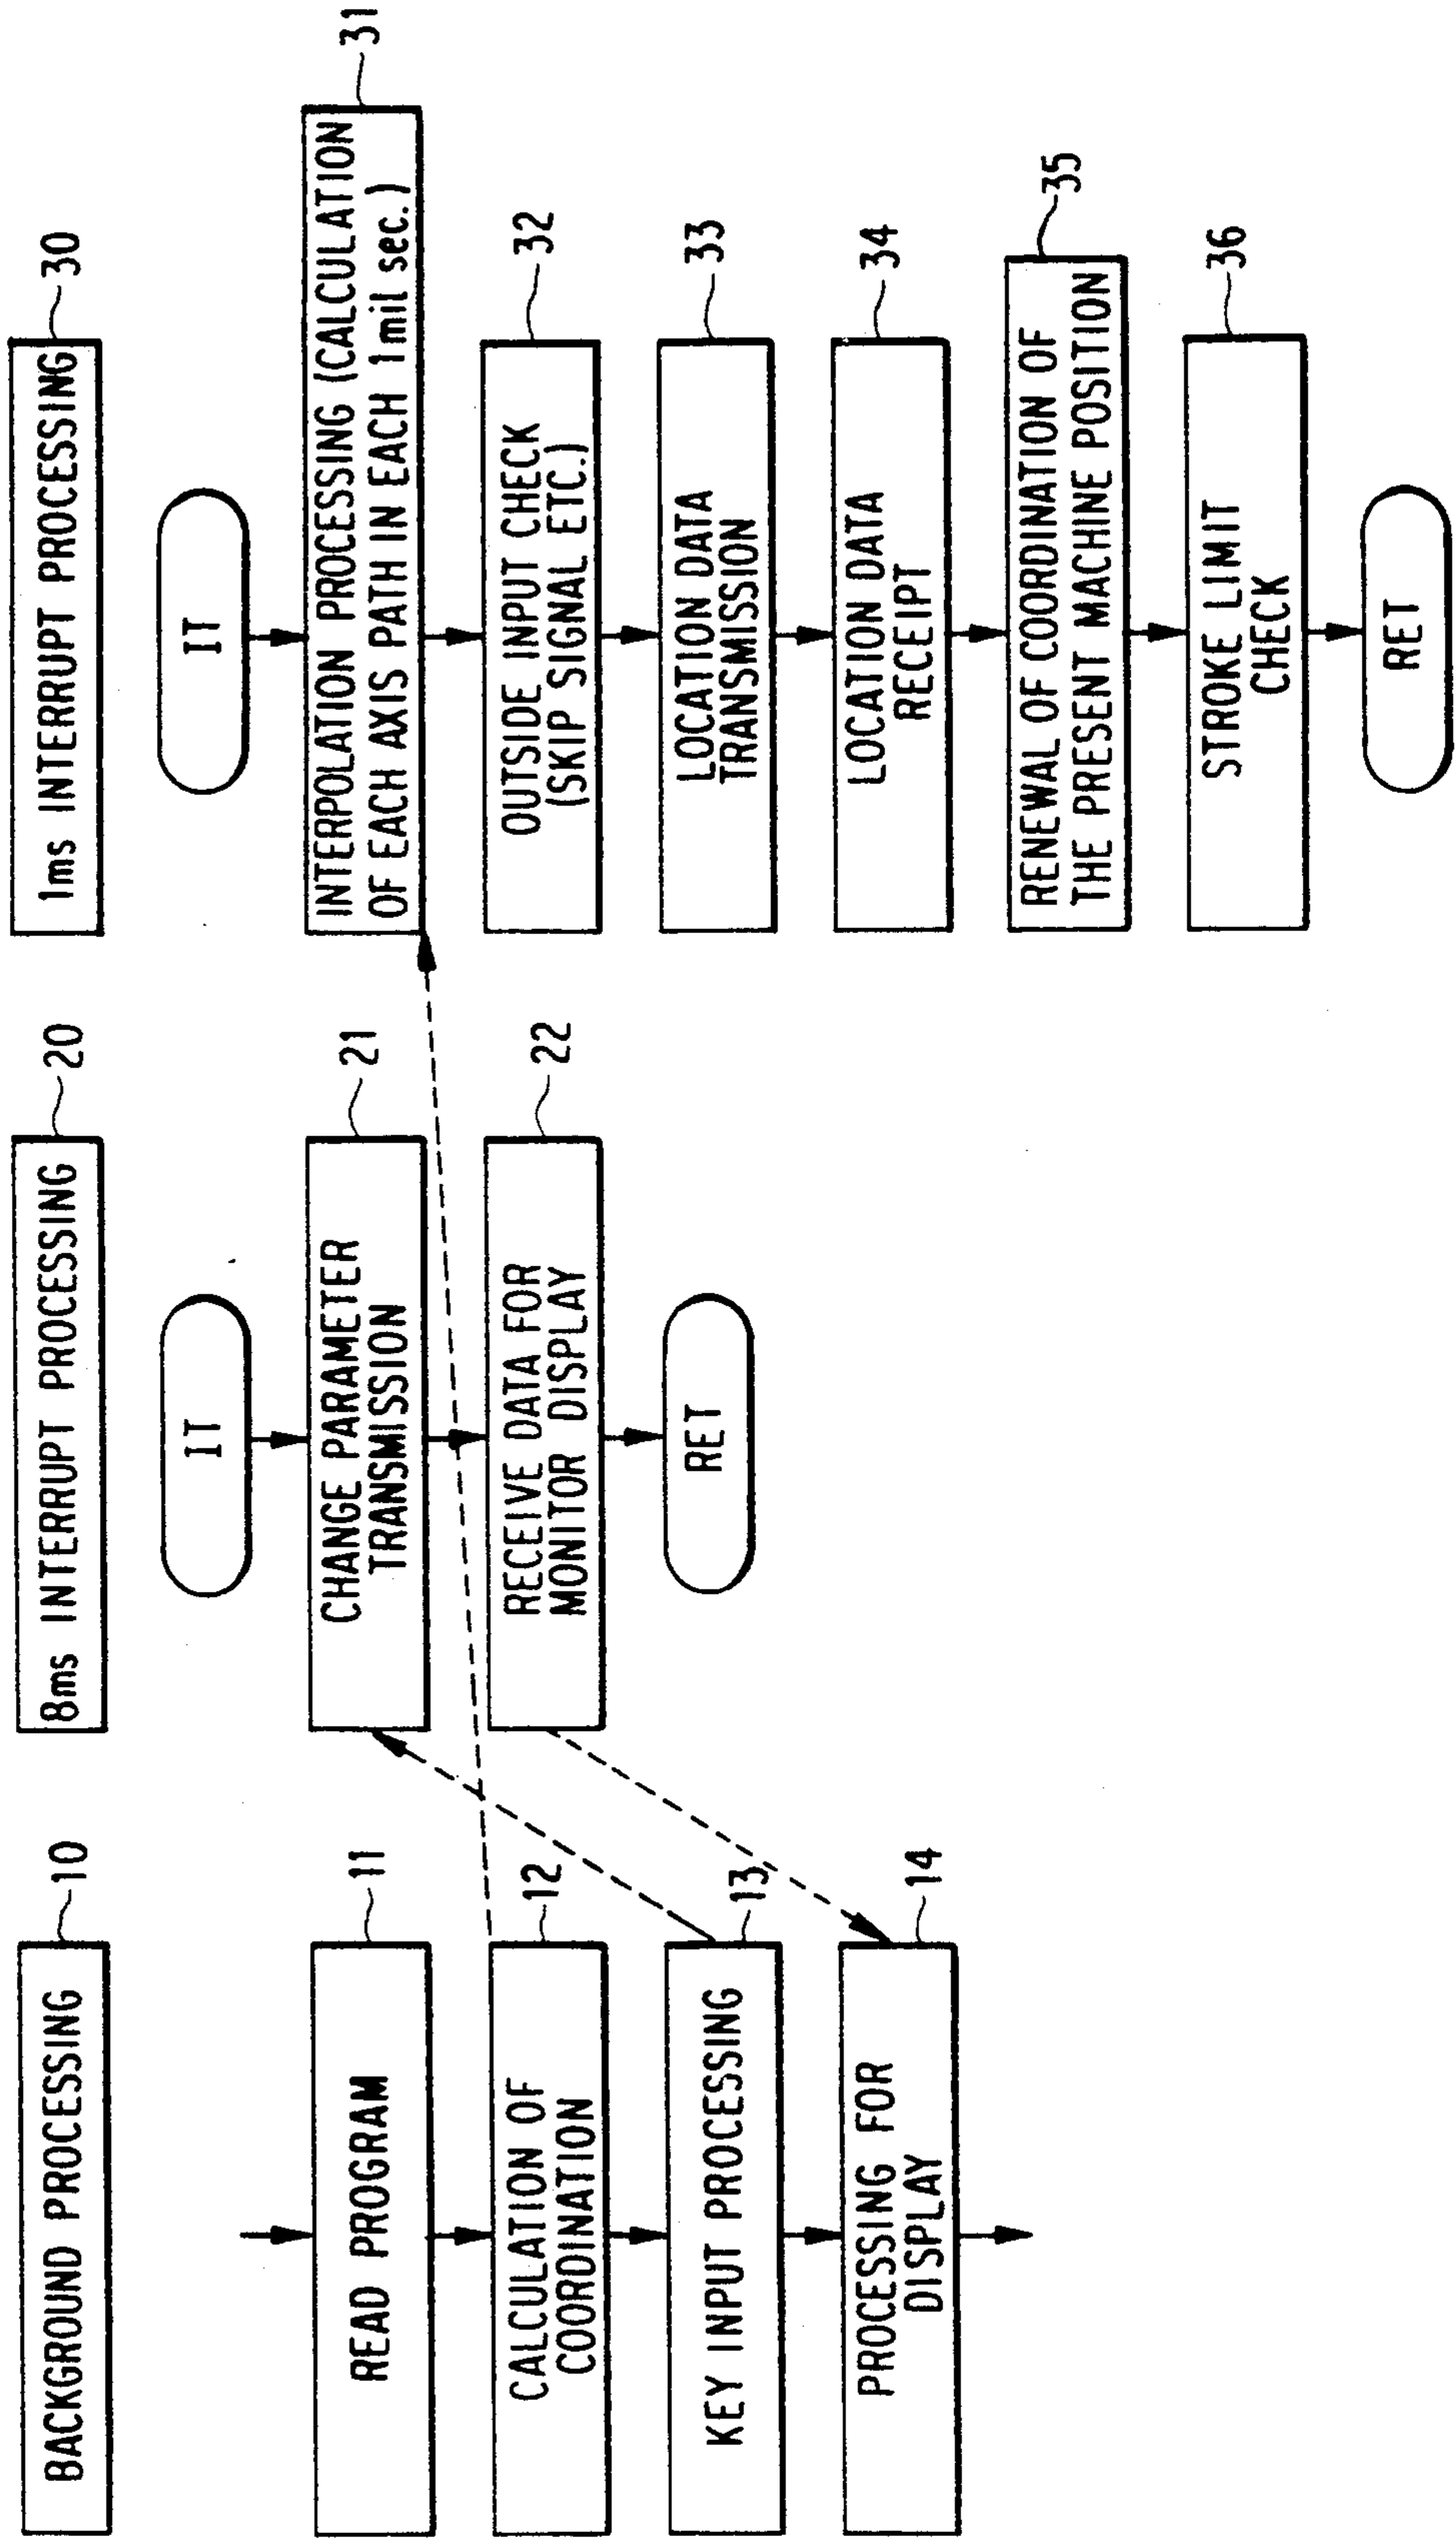 BACKGROUND PROCESSING
10
READ PROGRAM
11
CALCULATION OF
COORDINATION
12
KEY INPUT PROCESSING
13
PROCESSING FOR
DISPLAY
14
8ms INTERRUPT PROCESSING
20
IT
CHANGE PARAMETER
TRANSMISSION
21
RECEIVE DATA FOR
MONITOR DISPLAY
22
RET
1ms INTERRUPT PROCESSING
30
IT
INTERPOLATION PROCESSING (CALCULATION
OF EACH AXIS PATH IN EACH 1mil sec.)
31
OUTSIDE INPUT CHECK
(SKIP SIGNAL ETC.)
32
LOCATION DATA
TRANSMISSION
33
LOCATION DATA
RECEIPT
34
RENEWAL OF COORDINATION OF
THE PRESENT MACHINE POSITION
35
STROKE LIMIT
CHECK
36
RET